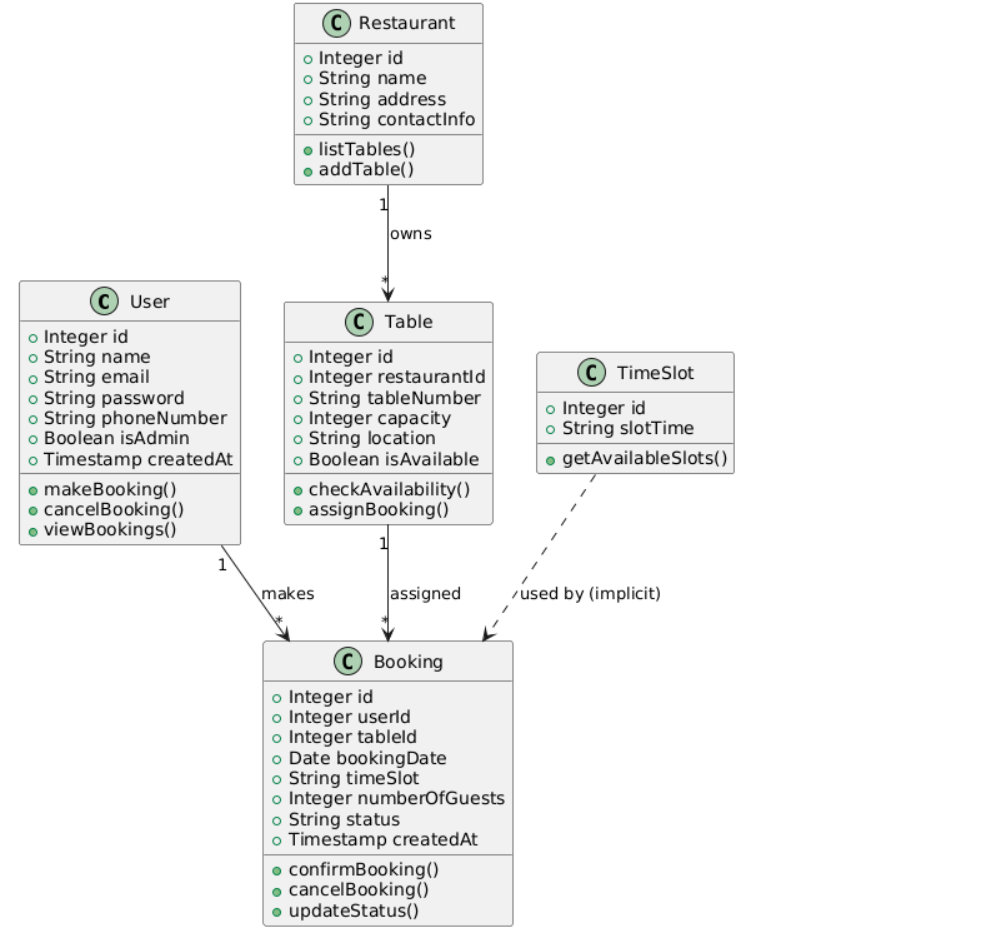 C Restaurant
Integer id
String name
String address
String contactInfo
listTables()
addTable()
1
owns
*
C User
Integer id
String name
String email
String password
String phoneNumber
Boolean isAdmin
Timestamp createdAt
makeBooking()
cancelBooking()
viewBookings()
C Table
Integer id
Integer restaurantId
String tableNumber
Integer capacity
String location
Boolean isAvailable
checkAvailability()
assignBooking()
C TimeSlot
Integer id
String slotTime
getAvailableSlots()
1
makes
*
1
assigned
*
used by (implicit)
C Booking
Integer id
Integer userId
Integer tableId
Date bookingDate
String timeSlot
Integer numberOfGuests
String status
Timestamp createdAt
confirmBooking()
cancelBooking()
updateStatus()